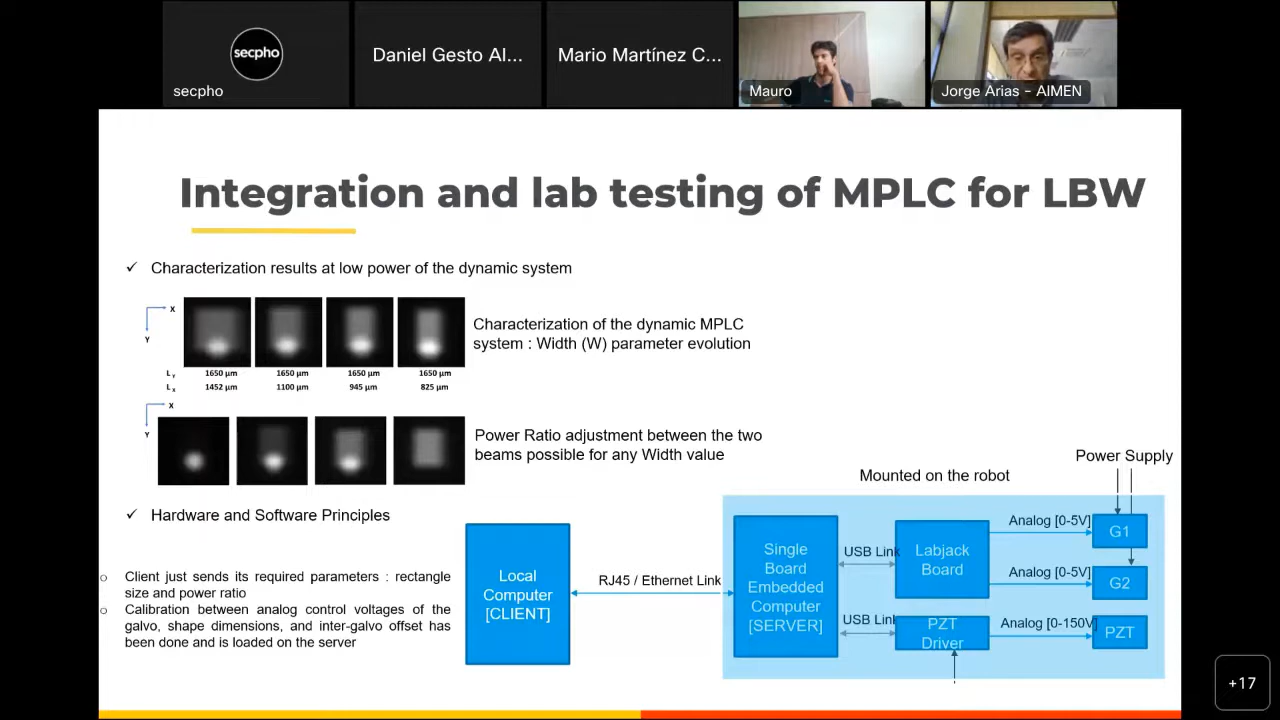 secpho
secpho
Daniel Gesto Al...
Mario Martínez C...
Mauro
Jorge Arias - AIMEN
Integration and lab testing of MPLC for LBW
✓ Characterization results at low power of the dynamic system
X
Y
Characterization of the dynamic MPLC
system : Width (W) parameter evolution
L Y 1650 µm 1650 µm 1650 µm 1650 µm
L X 1452 µm 1100 µm 945 µm 825 µm
X
Y
Power Ratio adjustment between the two
beams possible for any Width value
✓ Hardware and Software Principles
o Client just sends its required parameters : rectangle
size and power ratio
o Calibration between analog control voltages of the
galvo, shape dimensions, and inter-galvo offset has
been done and is loaded on the server
Local
Computer
[CLIENT]
RJ45 / Ethernet Link
Mounted on the robot
Power Supply
Single
Board
Embedded
Computer
[SERVER]
USB Link
USB Link
Labjack
Board
PZT
Driver
Analog [0-5V]
Analog [0-5V]
Analog [0-150V]
G1
G2
PZT
+17